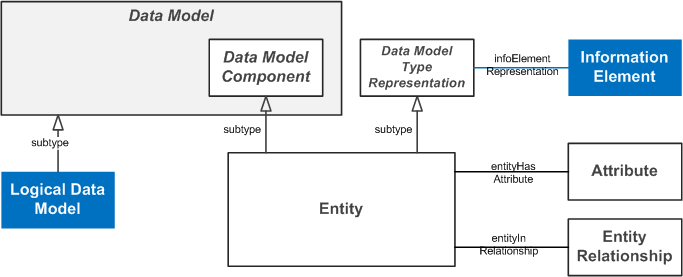 Data Model
Data Model
Component
Data Model
Type
Representation
infoElement
Representation
Information
Element
subtype
subtype
subtype
Logical Data
Model
Entity
entityHas
Attribute
Attribute
entityIn
Relationship
Entity
Relationship